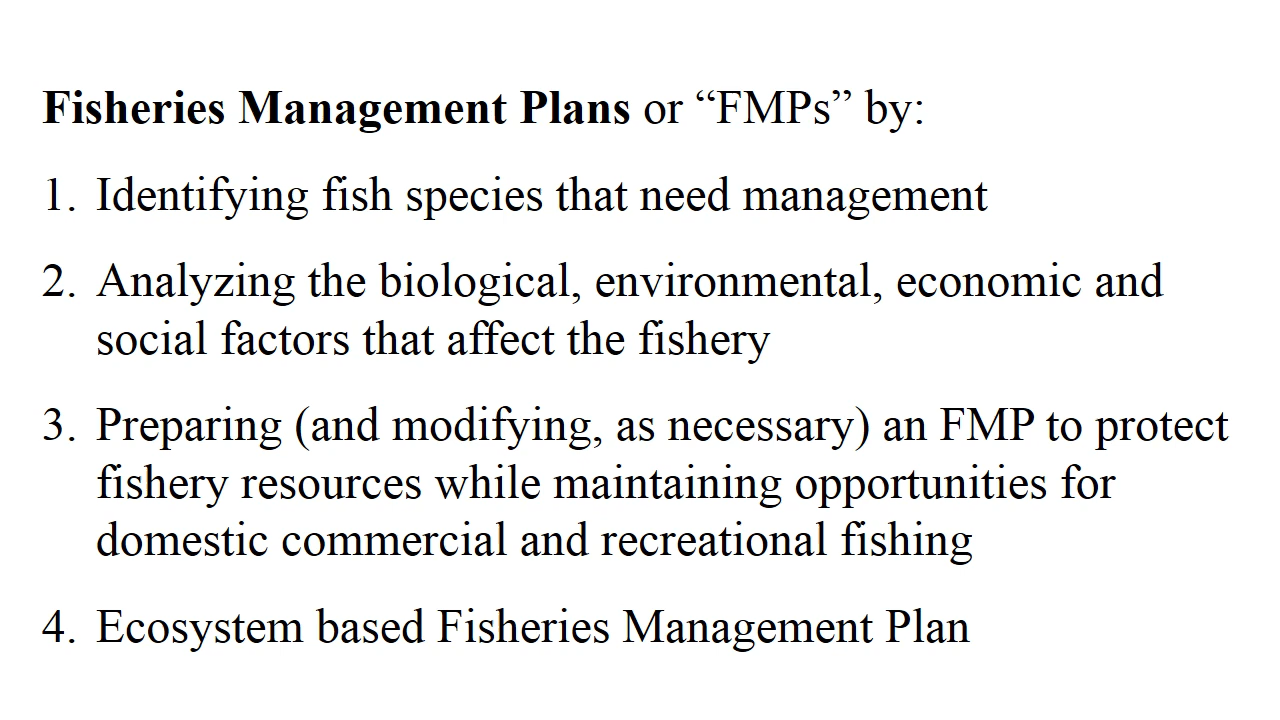 Fisheries Management Plans or “FMPs” by:
1. Identifying fish species that need management
2. Analyzing the biological, environmental, economic and
social factors that affect the fishery
3. Preparing (and modifying, as necessary) an FMP to protect
fishery resources while maintaining opportunities for
domestic commercial and recreational fishing
4. Ecosystem based Fisheries Management Plan